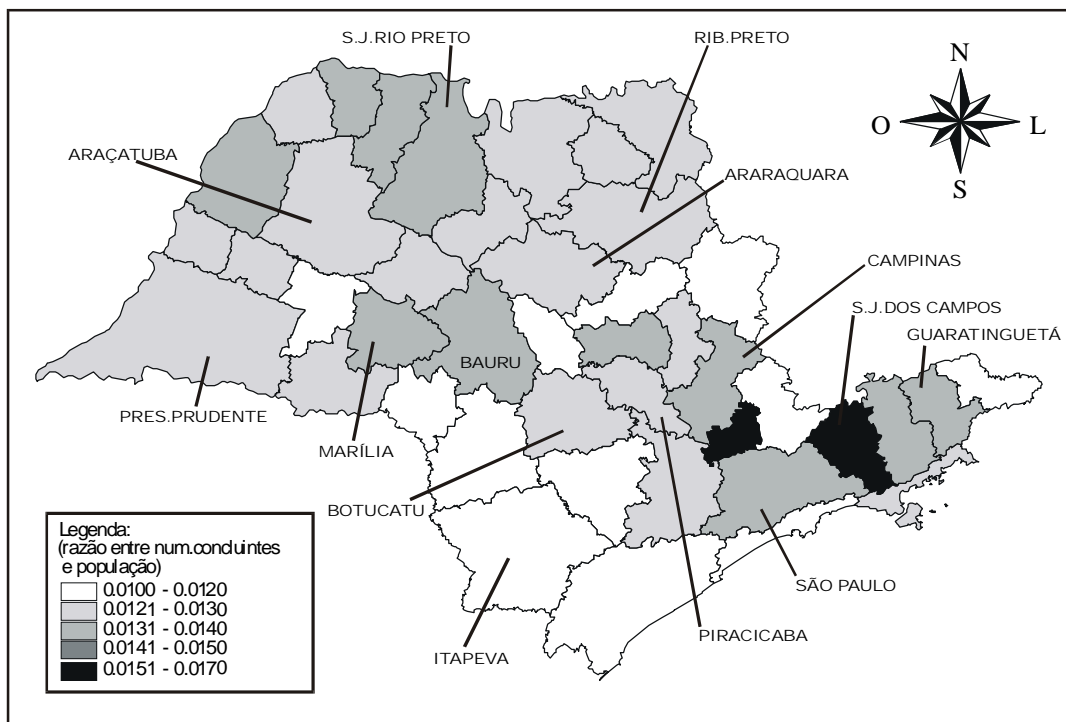 S.J.RIO PRETO
RIB.PRETO
N
O
L
S
ARAÇATUBA
ARARAQUARA
CAMPINAS
S.J.DOS CAMPOS
GUARATINGUETÁ
BAURU
PRES.PRUDENTE
MARÍLIA
BOTUCATU
SÃO PAULO
PIRACICABA
ITAPEVA
Legenda:
(razão entre num.concluintes
e população)
0.0100 - 0.0120
0.0121 - 0.0130
0.0131 - 0.0140
0.0141 - 0.0150
0.0151 - 0.0170